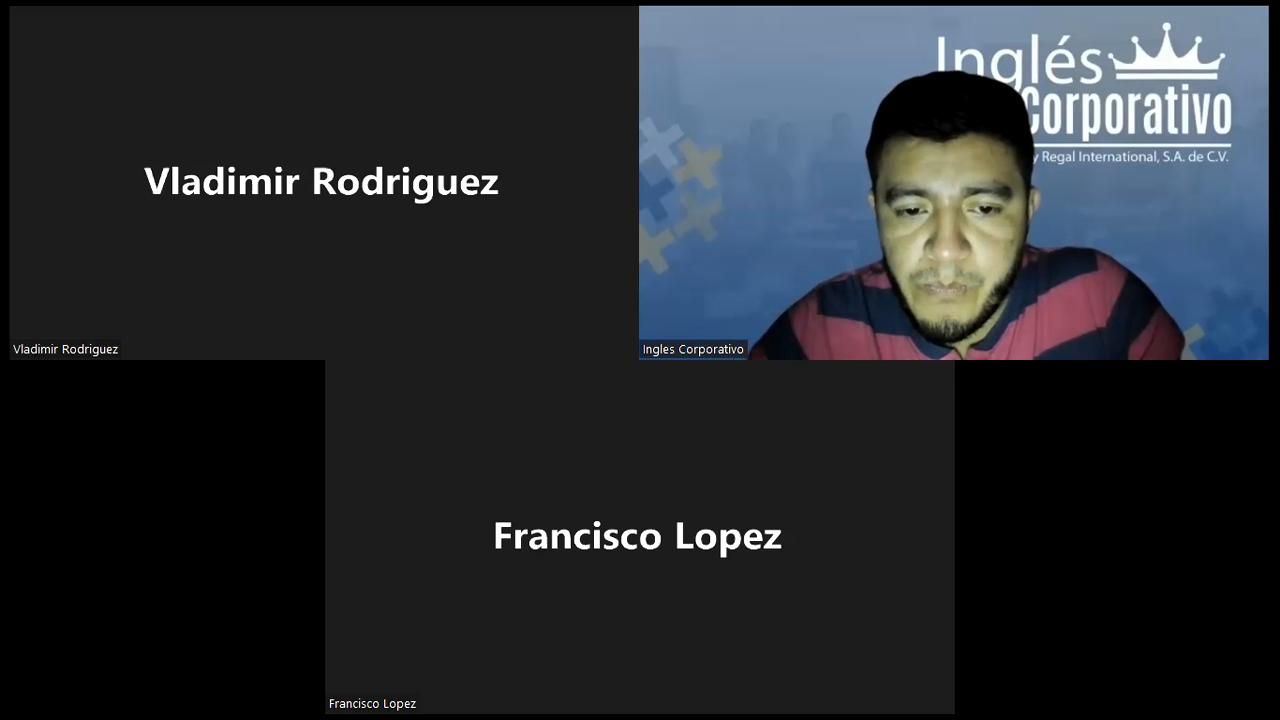 Vladimir Rodriguez
Vladimir Rodriguez
Inglés
Corporativo
y Regal International, S.A. de C.V.
Ingles Corporativo
Francisco Lopez
Francisco Lopez